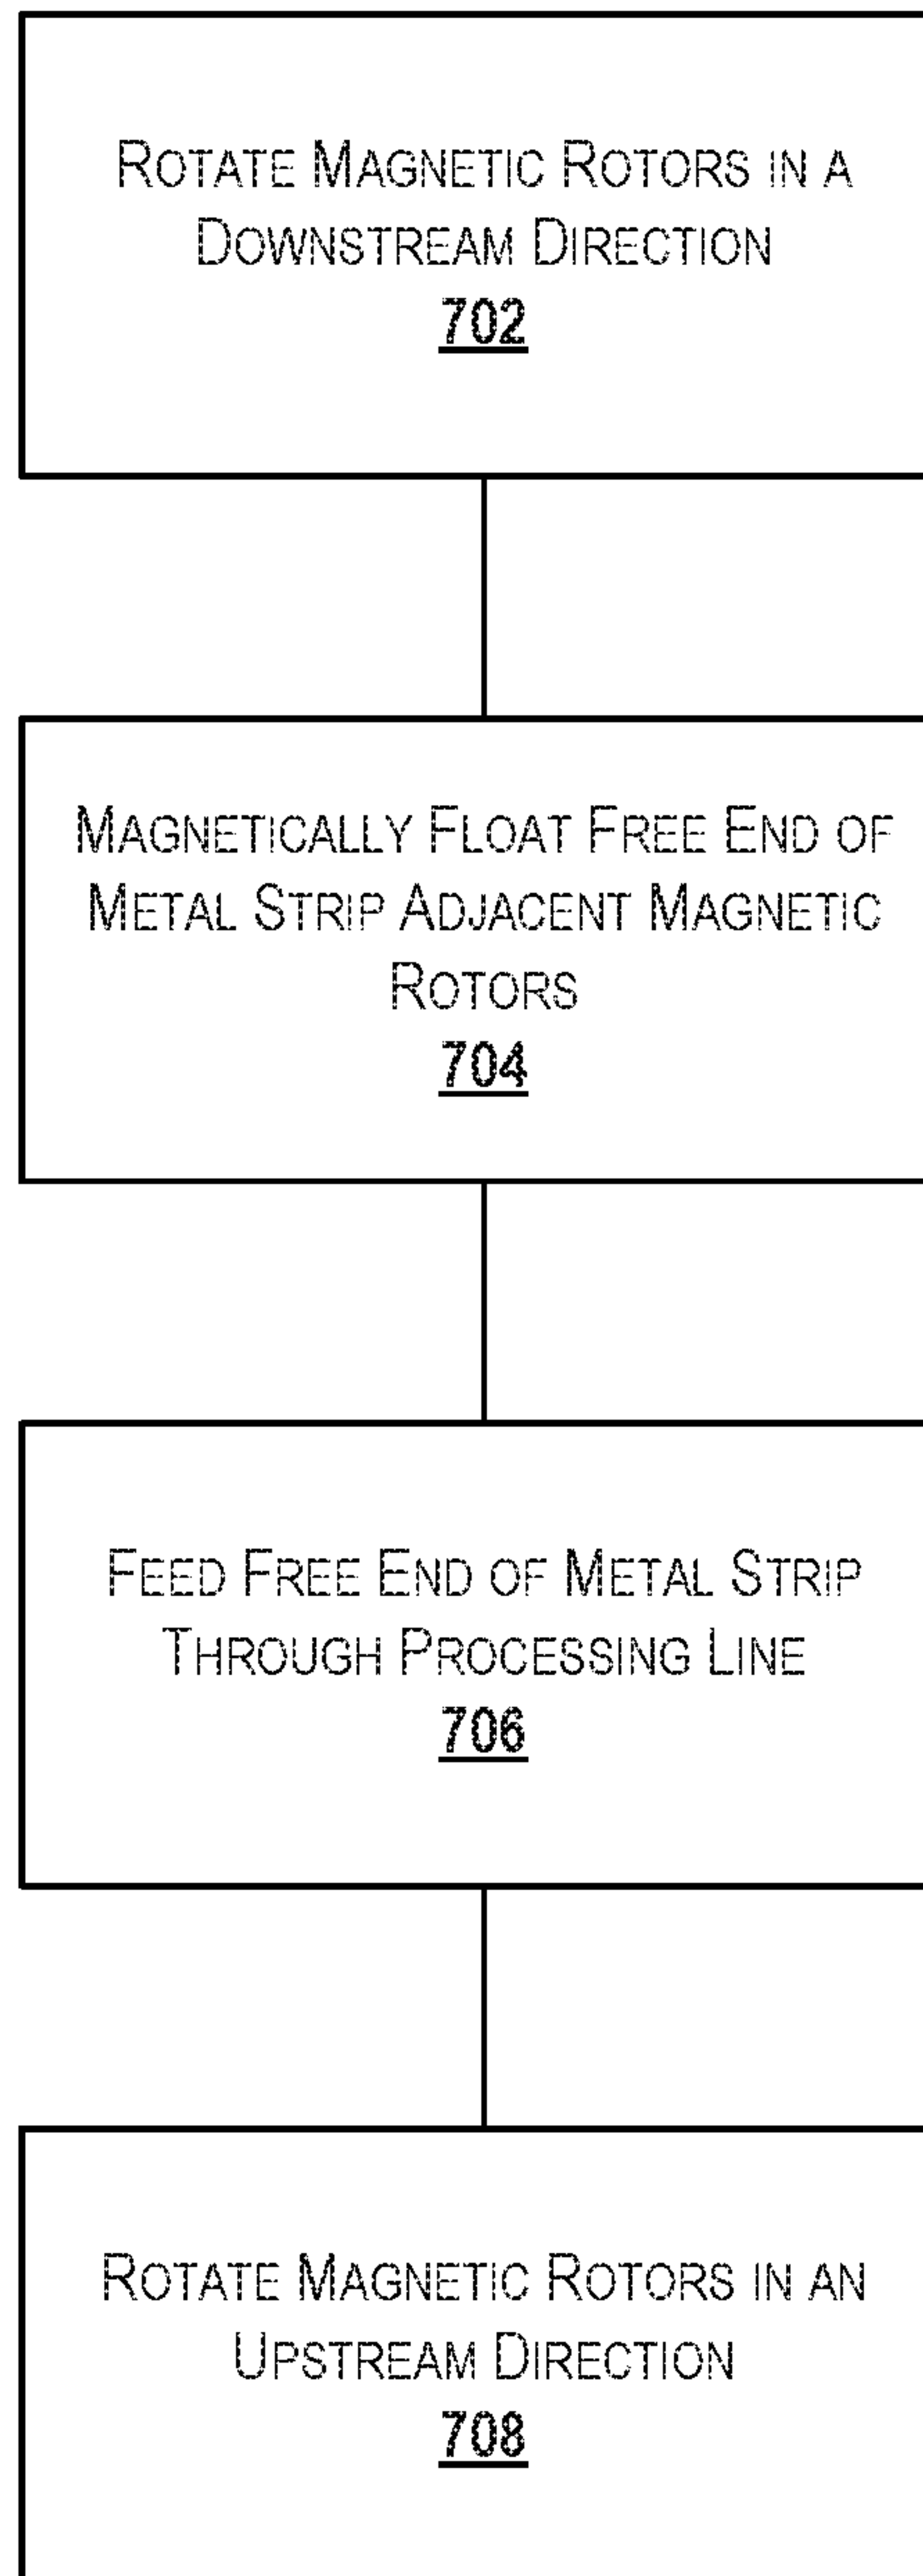 ROTATE MAGNETIC ROTORS IN A
DOWNSTREAM DIRECTION
702
MAGNETICALLY FLOAT FREE END OF
METAL STRIP ADJACENT MAGNETIC
ROTORS
704
FEED FREE END OF METAL STRIP
THROUGH PROCESSING LINE
706
ROTATE MAGNETIC ROTORS IN AN
UPSTREAM DIRECTION
708